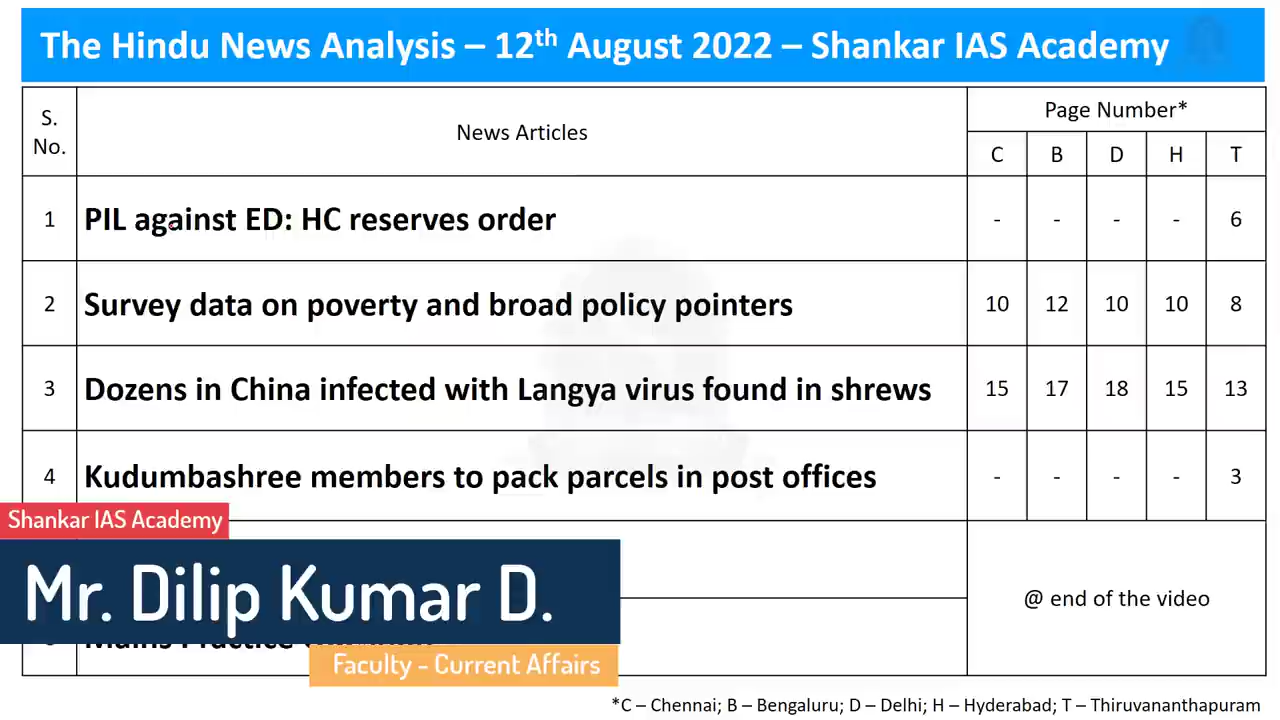 The Hindu News Analysis – 12th August 2022 – Shankar IAS Academy
S. No.
News Articles
Page Number*
C B D H T
1 PIL against ED: HC reserves order - - - - 6
2 Survey data on poverty and broad policy pointers 10 12 10 10 8
3 Dozens in China infected with Langya virus found in shrews 15 17 18 15 13
4 Kudumbashree members to pack parcels in post offices - - - - 3
Shankar IAS Academy
Mr. Dilip Kumar D.
@ end of the video
Mains Practice
Faculty - Current Affairs
*C – Chennai; B – Bengaluru; D – Delhi; H – Hyderabad; T – Thiruvananthapuram